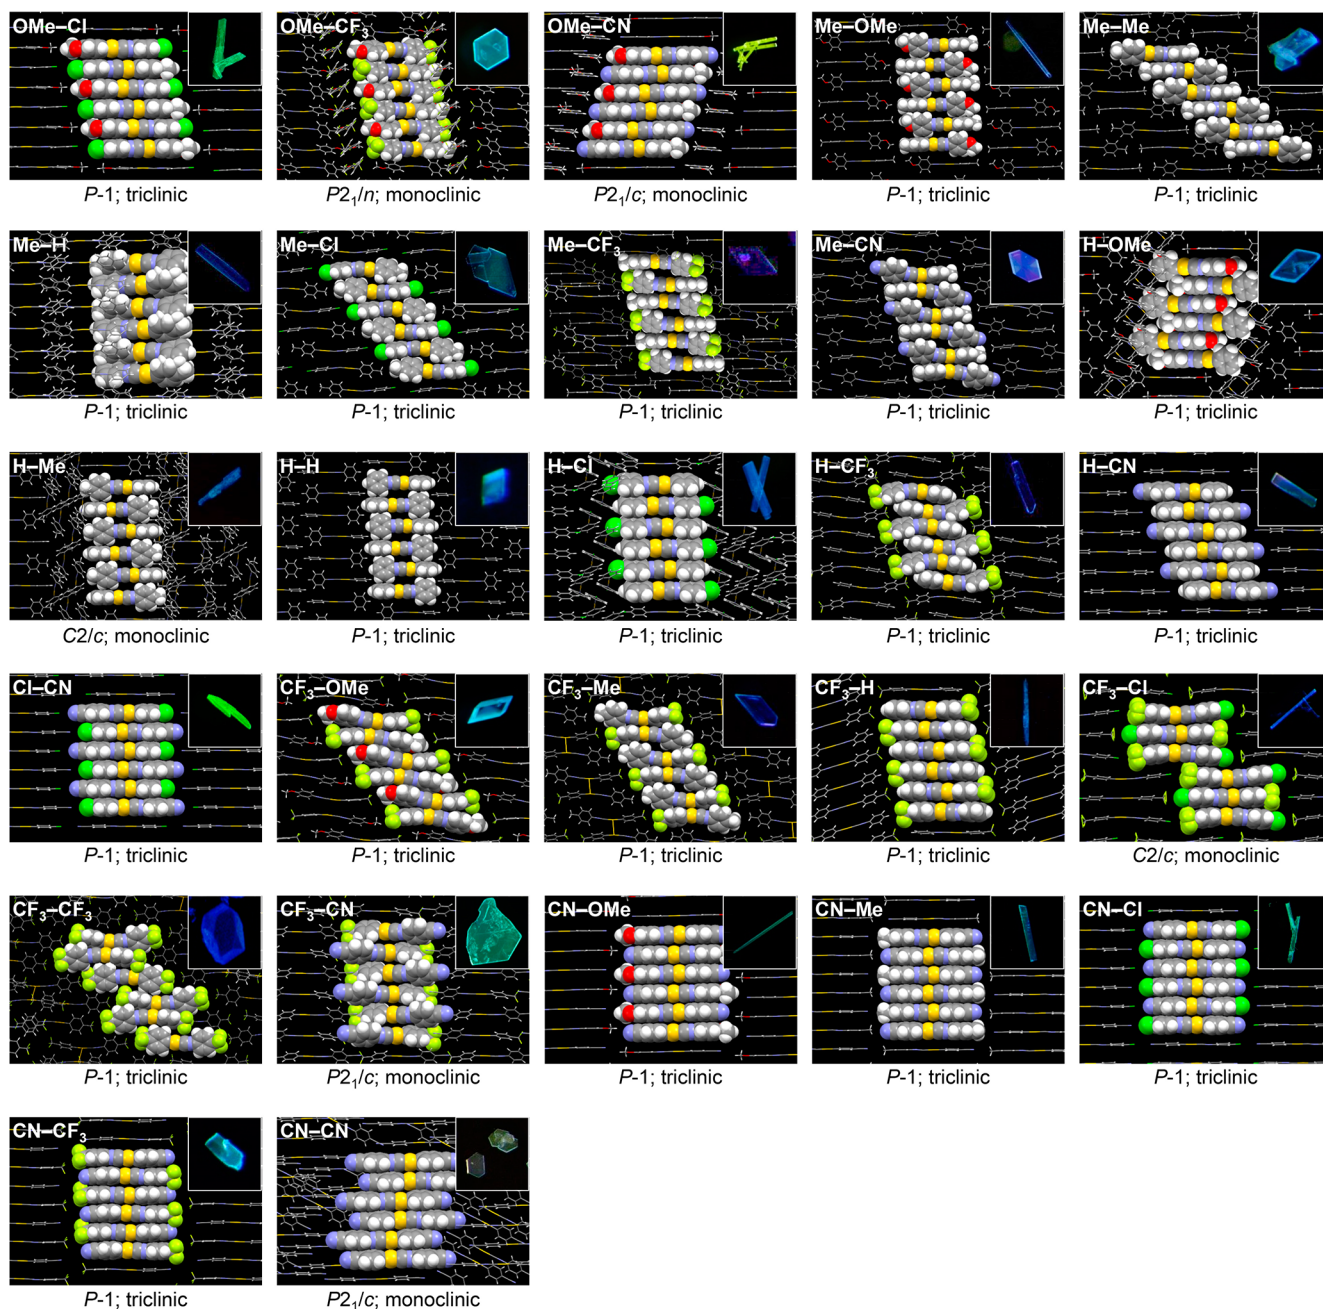 OMe–Cl
OMe–CF₃
OMe–CN
Me–OMe
Me–Me
P-1; triclinic
P2₁/n; monoclinic
P2₁/c; monoclinic
P-1; triclinic
P-1; triclinic
Me–H
Me–Cl
Me–CF₃
Me–CN
H–OMe
P-1; triclinic
P-1; triclinic
P-1; triclinic
P-1; triclinic
P-1; triclinic
H–Me
H–H
H–Cl
H–CF₃
H–CN
C2/c; monoclinic
P-1; triclinic
P-1; triclinic
P-1; triclinic
P-1; triclinic
Cl–CN
CF₃–OMe
CF₃–Me
CF₃–H
CF₃–Cl
P-1; triclinic
P-1; triclinic
P-1; triclinic
P-1; triclinic
C2/c; monoclinic
CF₃–CF₃
CF₃–CN
CN–OMe
CN–Me
CN–Cl
P-1; triclinic
P2₁/c; monoclinic
P-1; triclinic
P-1; triclinic
P-1; triclinic
CN–CF₃
CN–CN
P-1; triclinic
P2₁/c; monoclinic